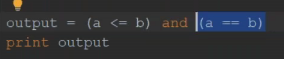 output = (a <= b) and (a == b)
print output